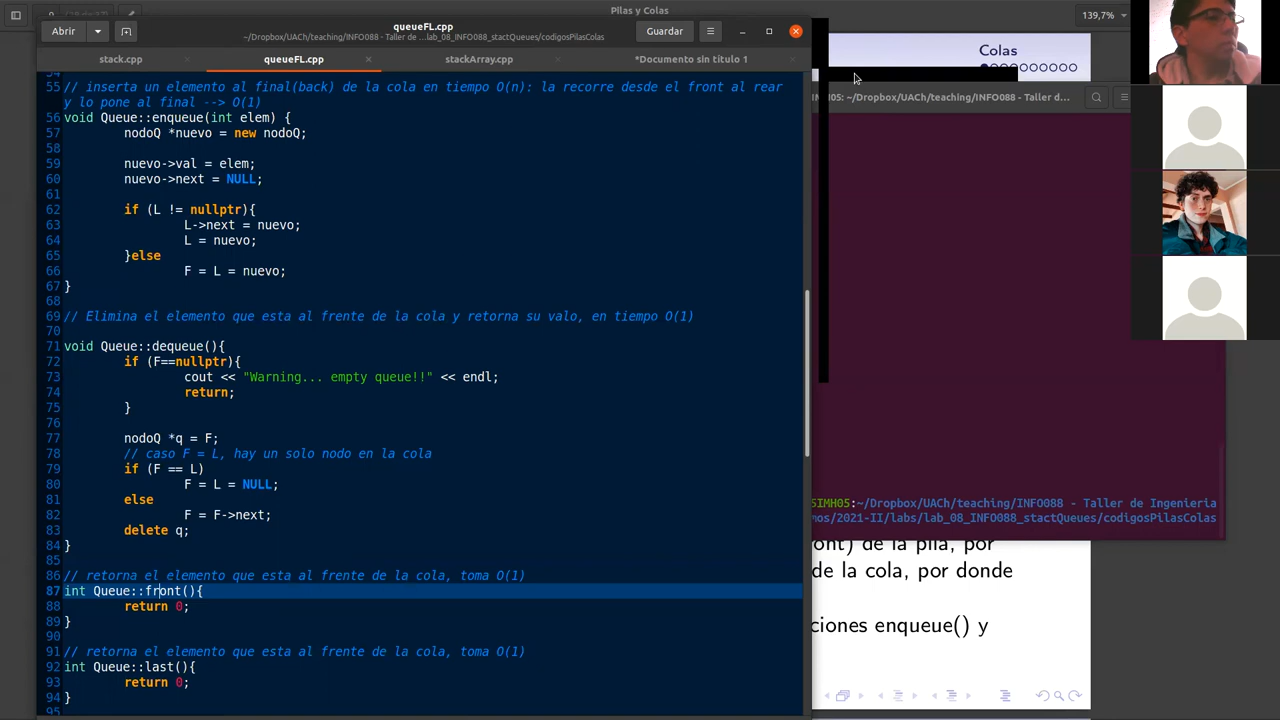 Pilas y Colas
Abrir
queueFL.cpp
~/Dropbox/UACh/teaching/INFO088 - Taller de ...lab_08_INFO088_stactQueues/codigosPilasColas
Guardar
139,7%
stack.cpp
queueFL.cpp
stackArray.cpp
*Documento sin título 1
Colas
55 // inserta un elemento al final(back) de la cola en tiempo O(n): la recorre desde el front al rear
y lo pone al final --> O(1)
56 void Queue::enqueue(int elem) {
57 nodoQ *nuevo = new nodoQ;
58
59 nuevo->val = elem;
60 nuevo->next = NULL;
61
62 if (L != nullptr){
63 L->next = nuevo;
64 L = nuevo;
65 }else
66 F = L = nuevo;
67 }
68
69 // Elimina el elemento que esta al frente de la cola y retorna su valo, en tiempo O(1)
70
71 void Queue::dequeue(){
72 if (F==nullptr){
73 cout << "Warning... empty queue!!" << endl;
74 return;
75 }
76
77 nodoQ *q = F;
78 // caso F = L, hay un solo nodo en la cola
79 if (F == L)
80 F = L = NULL;
81 else
82 F = F->next;
83 delete q;
84 }
85
86 // retorna el elemento que esta al frente de la cola, toma O(1)
87 int Queue::front(){
88 return 0;
89 }
90
91 // retorna el elemento que esta al frente de la cola, toma O(1)
92 int Queue::last(){
93 return 0;
94 }
95
MH05: ~/Dropbox/UACh/teaching/INFO088 - Taller d...
SIMH05:~/Dropbox/UACh/teaching/INFO088 - Taller de Ingenieria
mos/2021-II/labs/lab_08_INFO088_stactQueues/codigosPilasColas
ont) de la pila, por
de la cola, por donde
ciones enqueue() y